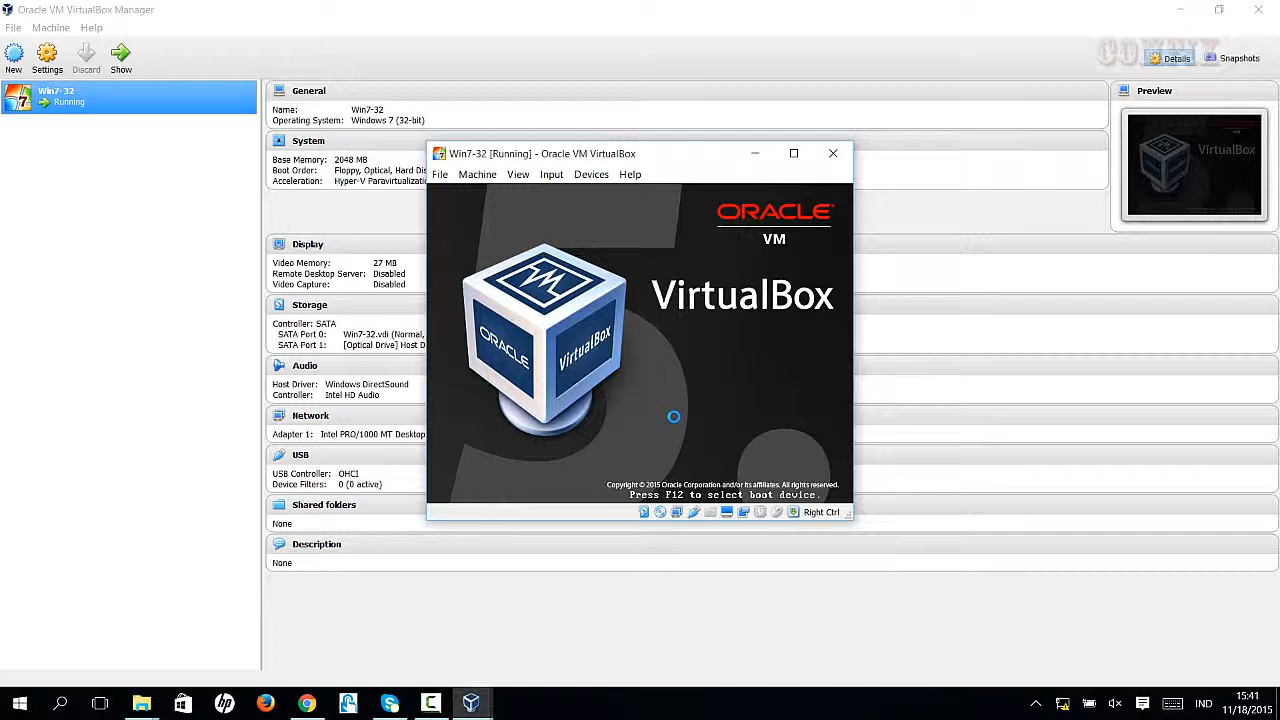 Oracle VM VirtualBox Manager
File Machine Help
New Settings Discard Show
Details Snapshots
Win7-32
Running
General
Name: Win7-32
Operating System: Windows 7 (32-bit)
System
Base Memory: 2048 MB
Boot Order: Floppy, Optical, Hard Dis
Acceleration: Hyper-V Paravirtualizati
Display
Video Memory: 27 MB
Remote Desktop Server: Disabled
Video Capture: Disabled
Storage
Controller: SATA
SATA Port 0: Win7-32.vdi (Normal,
SATA Port 1: [Optical Drive] Host D
Audio
Host Driver: Windows DirectSound
Controller: Intel HD Audio
Network
Adapter 1: Intel PRO/1000 MT Desktop
USB
USB Controller: OHCI
Device Filters: 0 (0 active)
Shared folders
None
Description
None
Preview
VM
VirtualBox
Win7-32 [Running] - Oracle VM VirtualBox
File Machine View Input Devices Help
ORACLE
VM
VirtualBox
ORACLE
VirtualBox
5.
Copyright © 2015 Oracle Corporation and/or its affiliates. All rights reserved.
Press F12 to select boot device.
Right Ctrl
IND
15:41
11/18/2015